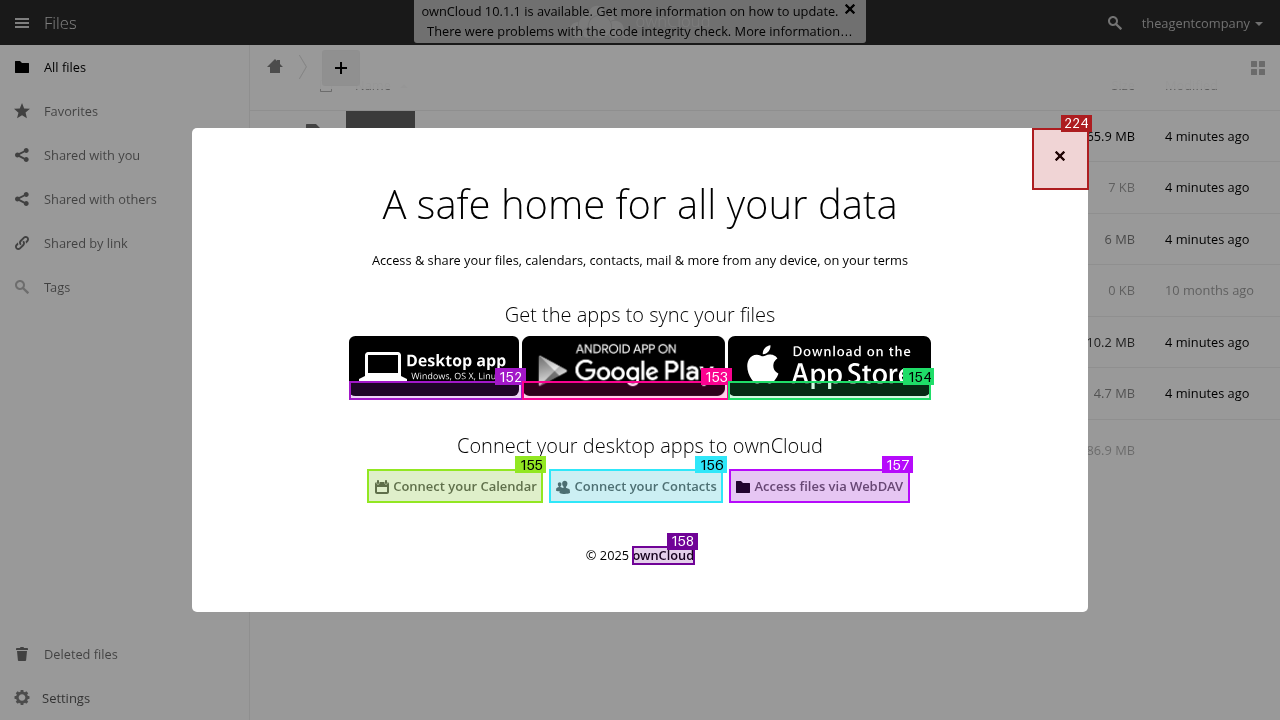 Files
ownCloud 10.1.1 is available. Get more information on how to update.
There were problems with the code integrity check. More information…
theagentcompany
All files
Favorites
Shared with you
Shared with others
Shared by link
Tags
Deleted files
Settings
5.9 MB 4 minutes ago
7 KB 4 minutes ago
6 MB 4 minutes ago
0 KB 10 months ago
10.2 MB 4 minutes ago
4.7 MB 4 minutes ago
86.9 MB
224
A safe home for all your data
Access & share your files, calendars, contacts, mail & more from any device, on your terms
Get the apps to sync your files
Desktop app
Windows, OS X, Linux
152
ANDROID APP ON
Google Play
153
Download on the
App Store
154
Connect your desktop apps to ownCloud
155
156
157
Connect your Calendar
Connect your Contacts
Access files via WebDAV
158
© 2025 ownCloud